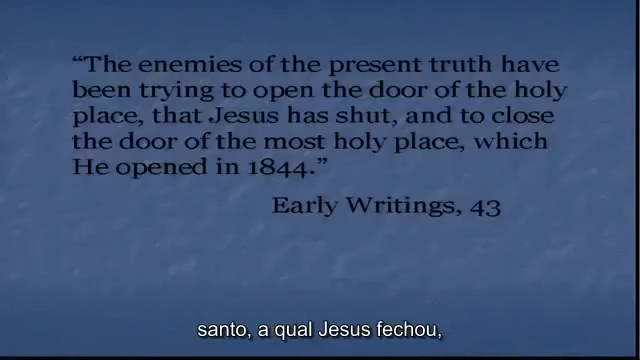 “The enemies of the present truth have
been trying to open the door of the holy
place, that Jesus has shut, and to close
the door of the most holy place, which
He opened in 1844.”
Early Writings, 43
santo, a qual Jesus fechou,